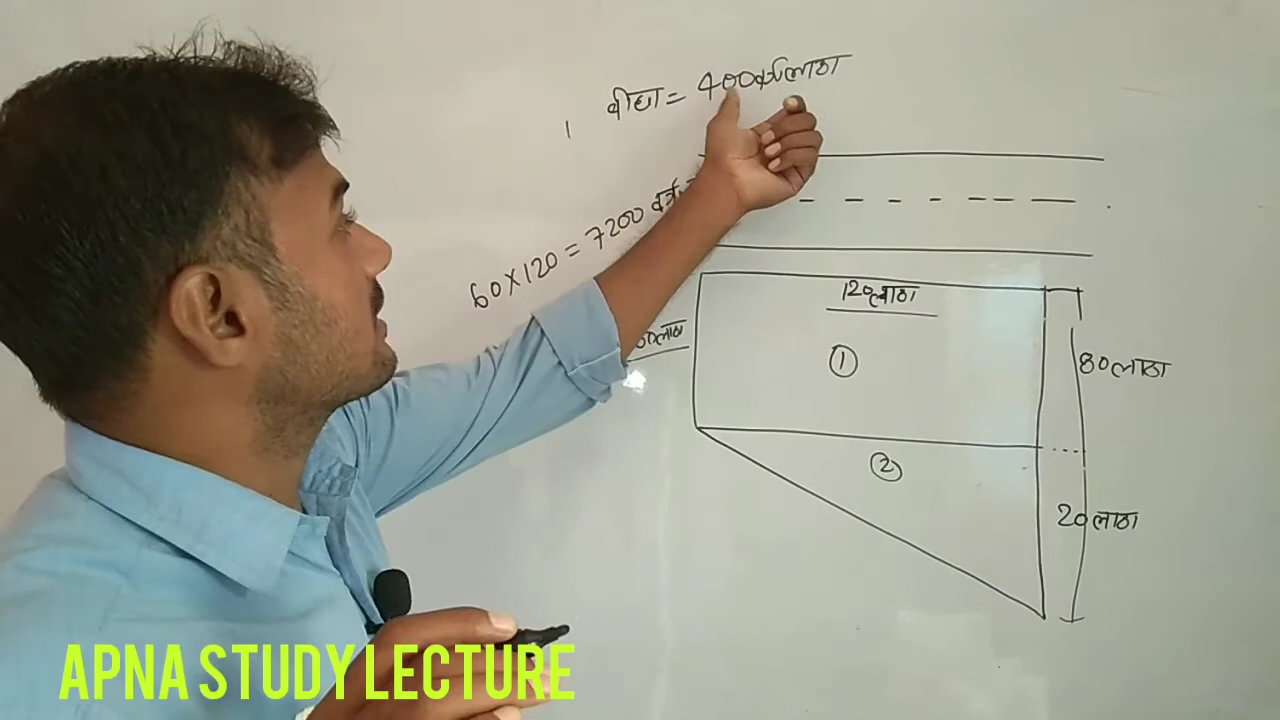 1 बीघा = 400 वर्ग लाठा
60 x 120 = 7200 वर्ग
120 लाठा
लाठा
①
80 लाठा
②
20 लाठा
APNA STUDY LECTURE